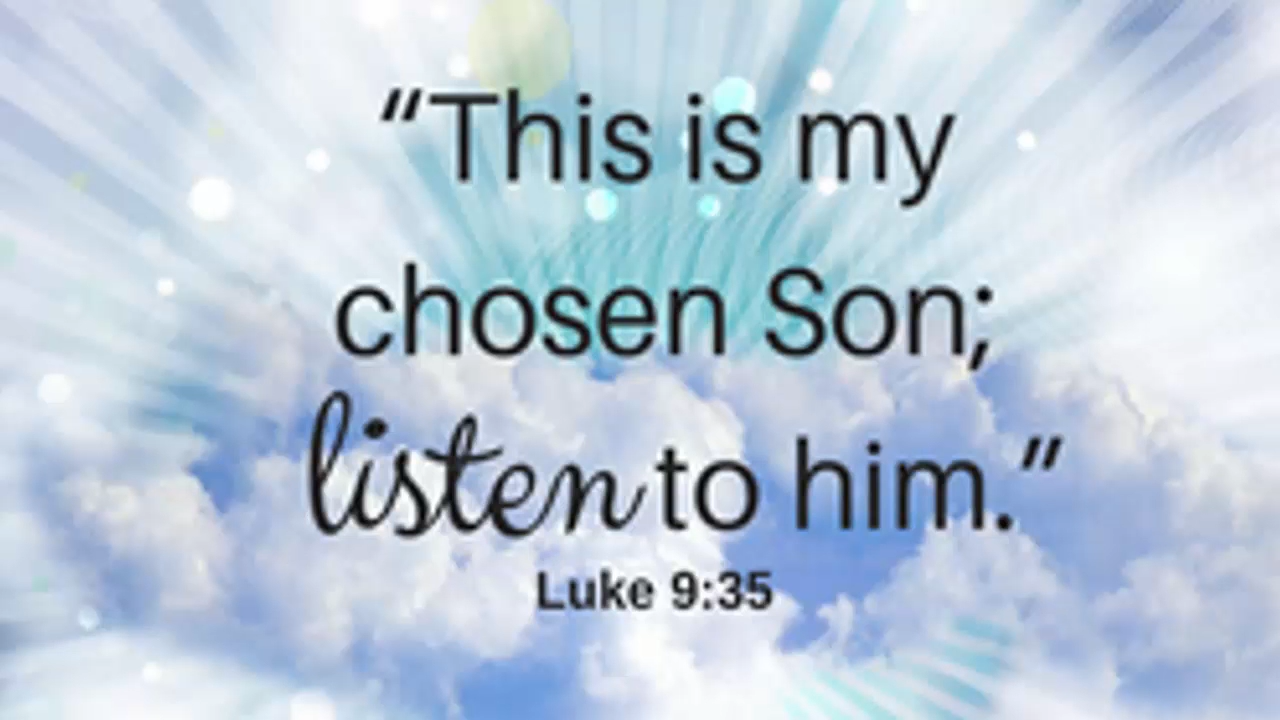 “This is my
chosen Son;
listen to him.”
Luke 9:35